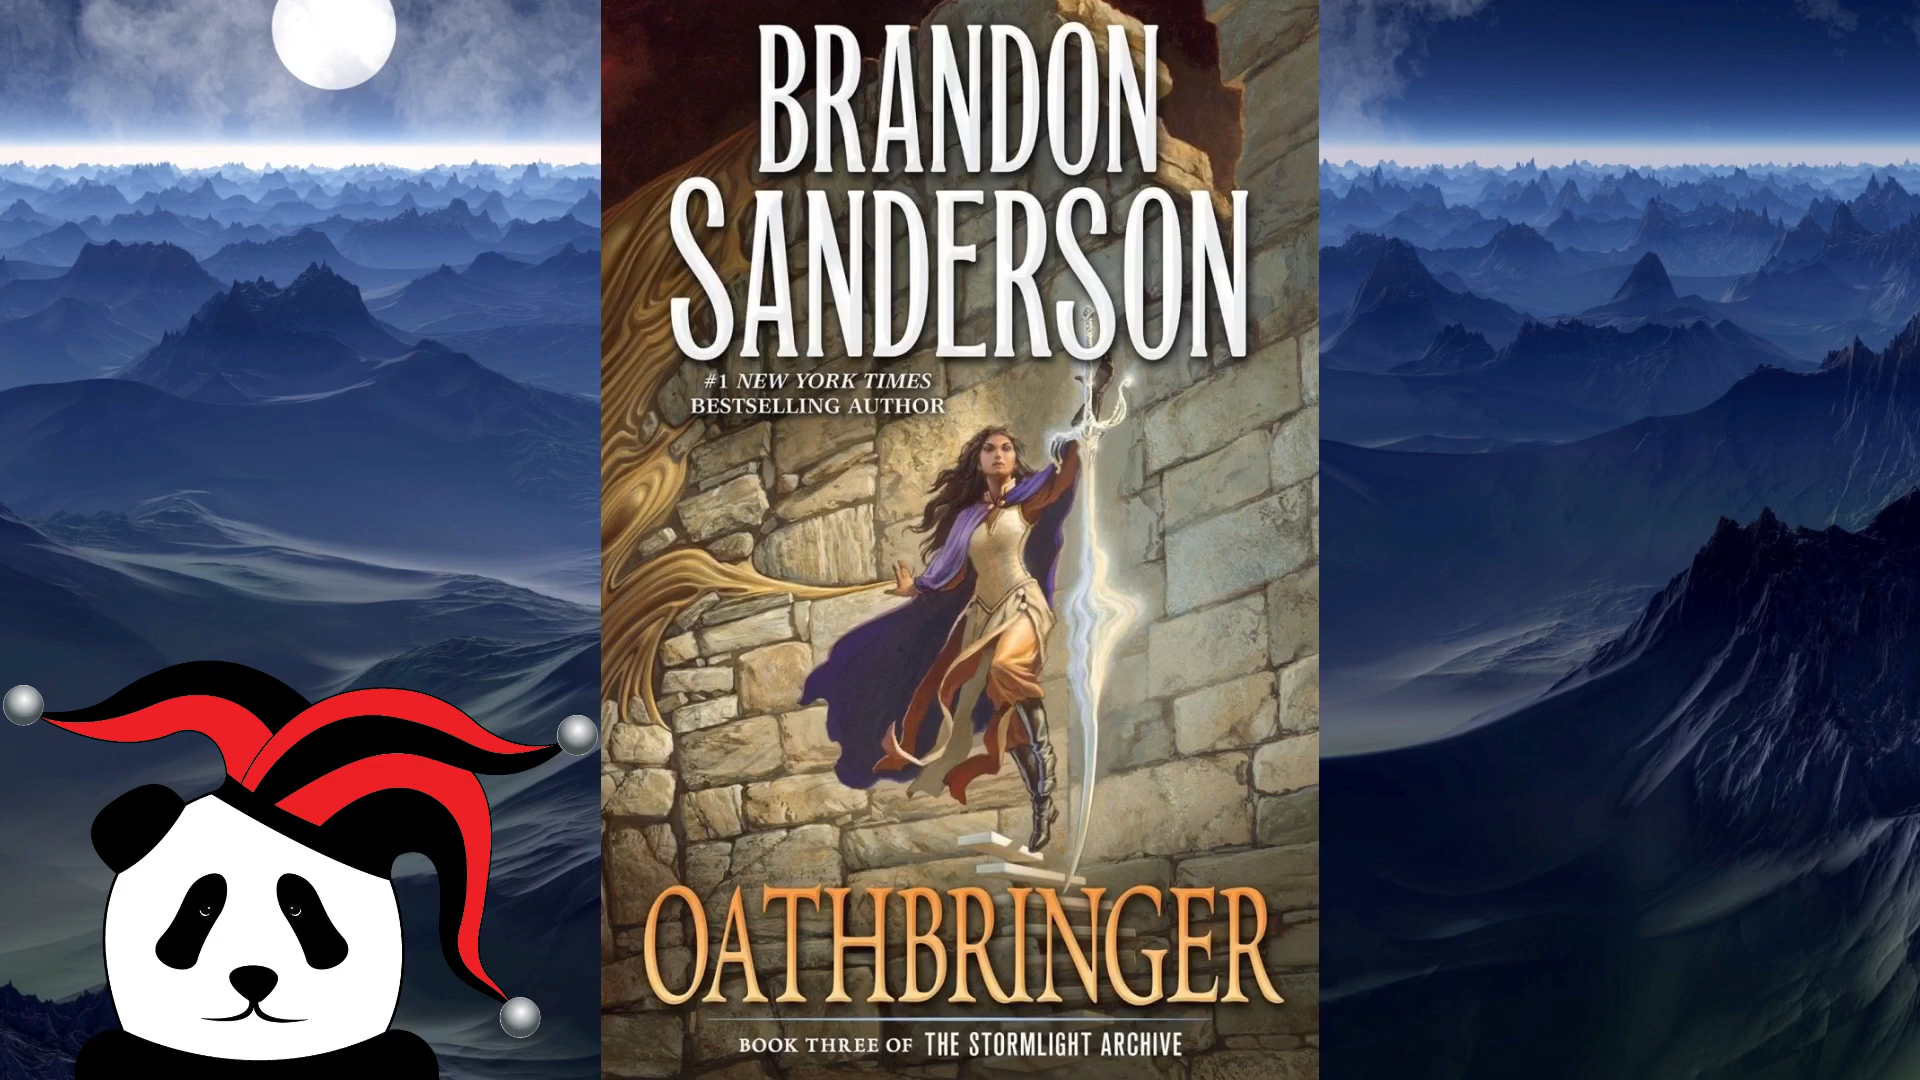 BRANDON
SANDERSON
#1 NEW YORK TIMES
BESTSELLING AUTHOR
OATHBRINGER
BOOK THREE OF THE STORMLIGHT ARCHIVE